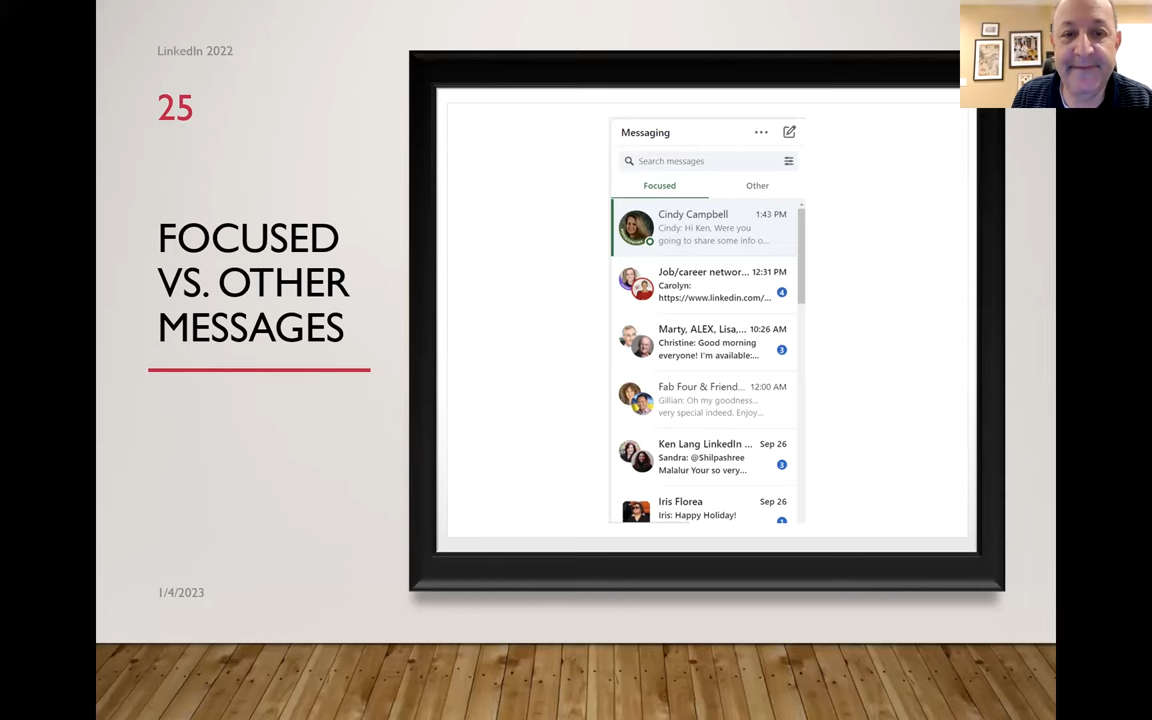 LinkedIn 2022
25
FOCUSED
VS. OTHER
MESSAGES
1/4/2023
Messaging
Search messages
Focused Other
Cindy Campbell 1:43 PM
Cindy: Hi Ken, Were you
going to share some info o...
Job/career networ... 12:31 PM
Carolyn:
https://www.linkedin.com/... 4
Marty, ALEX, Lisa,... 10:26 AM
Christine: Good morning
everyone! I'm available:... 3
Fab Four & Friend... 12:00 AM
Gillian: Oh my goodness...
very special indeed. Enjoy...
Ken Lang LinkedIn ... Sep 26
Sandra: @Shilpashree
Malalur Your so very... 3
Iris Florea Sep 26
Iris: Happy Holiday! 1